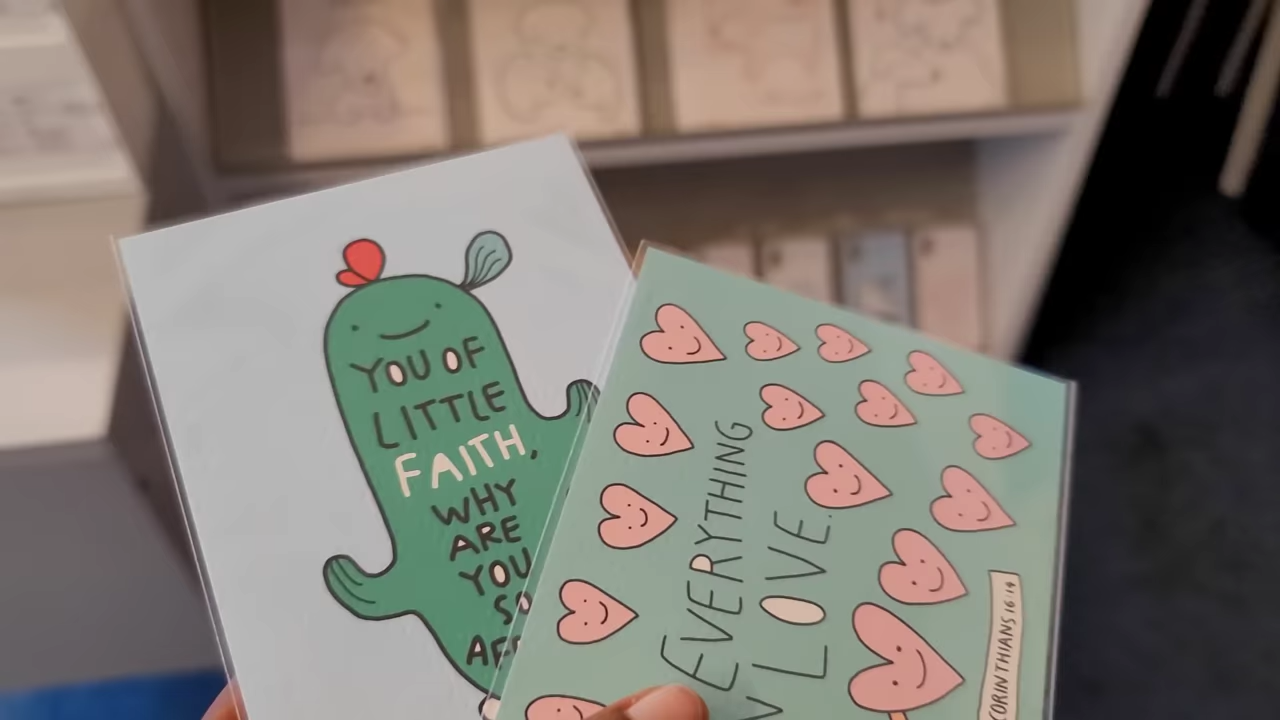 YOU OF
LITTLE
FAITH,
WHY
ARE
YOU
SO
EVERYTHING
LOVE.
CORINTHIANS 16:14